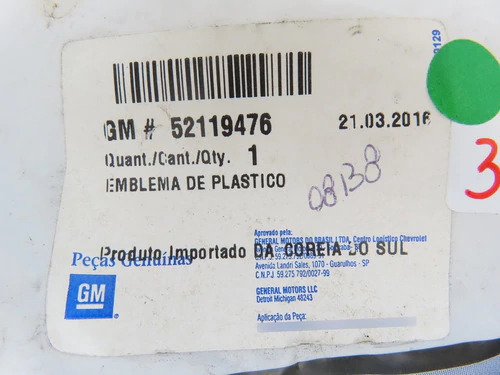 GM # 52119476 21.03.2016
Quant./Cant./Qty. 1
EMBLEMA DE PLASTICO
08138
3
Aprovado pela:
GENERAL MOTORS DO BRASIL LTDA, Centro Logístico Chevrolet
Produto Importado DA COREIA DO SUL
Peças Genuínas
Avenida Landri Sales, 1070 - Guarulhos - SP
C.N.P.J 59.275 792/0027-99
GM
GENERAL MOTORS LLC
Detroit Michigan 48243
Aplicação da Peça: